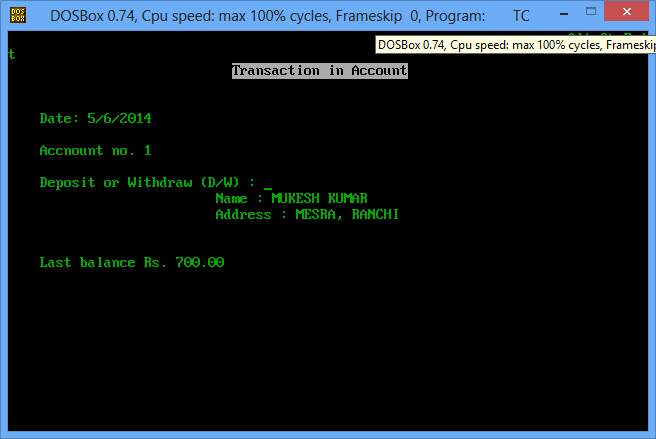 DOS BOX
DOSBox 0.74, Cpu speed: max 100% cycles, Frameskip 0, Program: TC
DOSBox 0.74, Cpu speed: max 100% cycles, Frameskip
t
Transaction in Account
Date: 5/6/2014
Accnount no. 1
Deposit or Withdraw (D/W) : _
Name : MUKESH KUMAR
Address : MESRA, RANCHI
Last balance Rs. 700.00